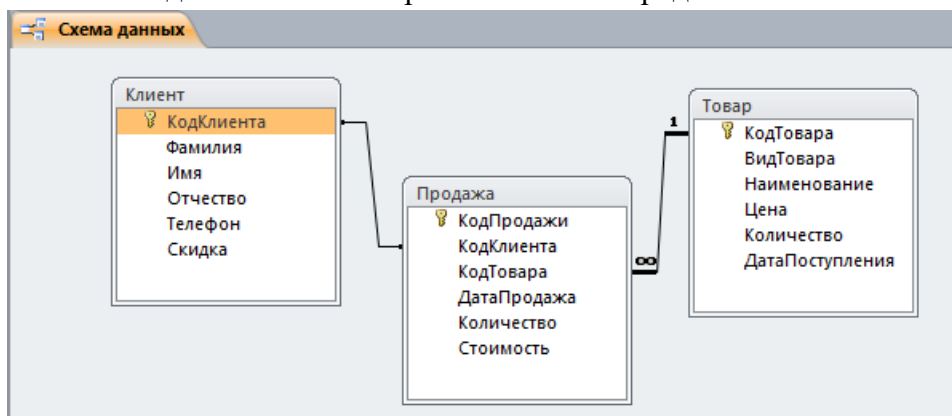 Схема данных
Клиент
КодКлиента
Фамилия
Имя
Отчество
Телефон
Скидка
Продажа
КодПродажи
КодКлиента
КодТовара
ДатаПродажа
Количество
Стоимость
1
∞
Товар
КодТовара
ВидТовара
Наименование
Цена
Количество
ДатаПоступления